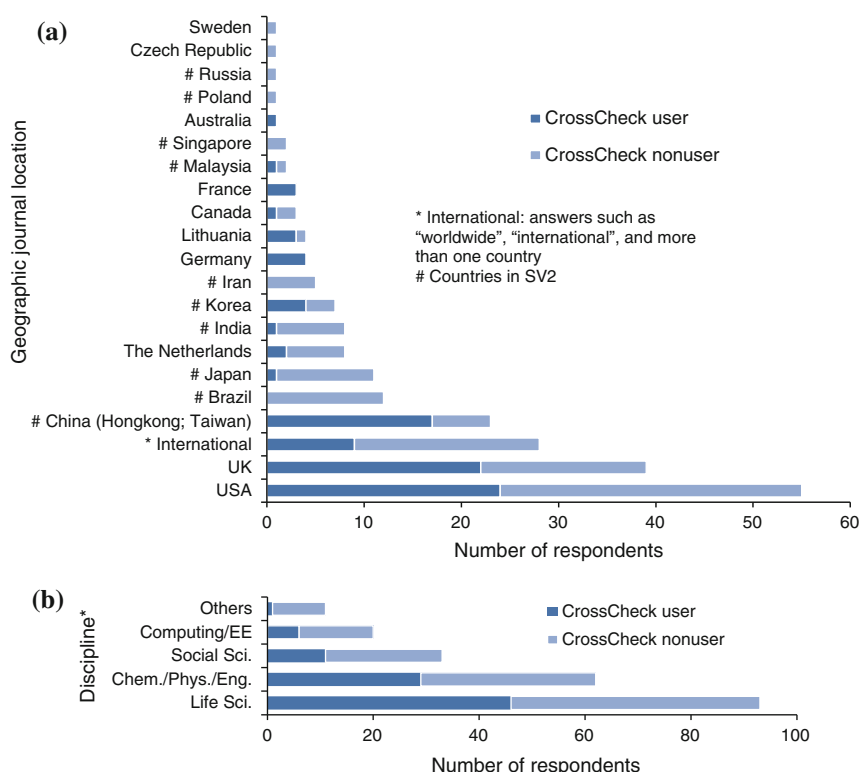 (a)
Geographic journal location
Sweden
Czech Republic
# Russia
# Poland
Australia
# Singapore
# Malaysia
France
Canada
Lithuania
Germany
# Iran
# Korea
# India
The Netherlands
# Japan
# Brazil
# China (Hongkong; Taiwan)
* International
UK
USA
CrossCheck user
CrossCheck nonuser
* International: answers such as
“worldwide”, “international”, and more
than one country
# Countries in SV2
0 10 20 30 40 50 60
Number of respondents
(b)
Discipline*
Others
Computing/EE
Social Sci.
Chem./Phys./Eng.
Life Sci.
CrossCheck user
CrossCheck nonuser
0 20 40 60 80 100
Number of respondents